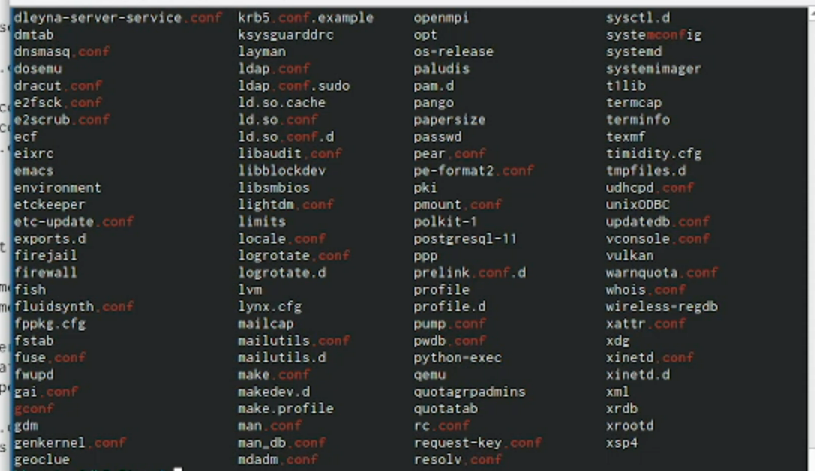 dleyna-server-service.conf krb5.conf.example openmpi sysctl.d
dmtab ksysguarddrc opt systemconfig
dnsmasq.conf layman os-release systemd
dosemu ldap.conf paludis systemimager
dracut.conf ldap.conf.sudo pam.d t1lib
e2fsck.conf ld.so.cache pango termcap
e2scrub.conf ld.so.conf papersize terminfo
ecf ld.so.conf.d passwd texmf
eixrc libaudit.conf pear.conf timidity.cfg
emacs libblockdev pe-format2.conf tmpfiles.d
environment libsmbios pki udhcpd.conf
etckeeper lightdm.conf pmount.conf unixODBC
etc-update.conf limits polkit-1 updatedb.conf
exports.d locale.conf postgresql-11 vconsole.conf
firejail logrotate.conf ppp vulkan
firewall logrotate.d prelink.conf.d warnquota.conf
fish lvm profile whois.conf
fluidsynth.conf lynx.cfg profile.d wireless-regdb
fppkg.cfg mailcap pump.conf xattr.conf
fstab mailutils.conf pwdb.conf xdg
fuse.conf mailutils.d python-exec xinetd.conf
fwupd make.conf qemu xinetd.d
gai.conf makedev.d quotagrpadmins xml
gconf make.profile quotatab xrdb
gdm man.conf rc.conf xrootd
genkernel.conf man_db.conf request-key.conf xsp4
geoclue mdadm.conf resolv.conf